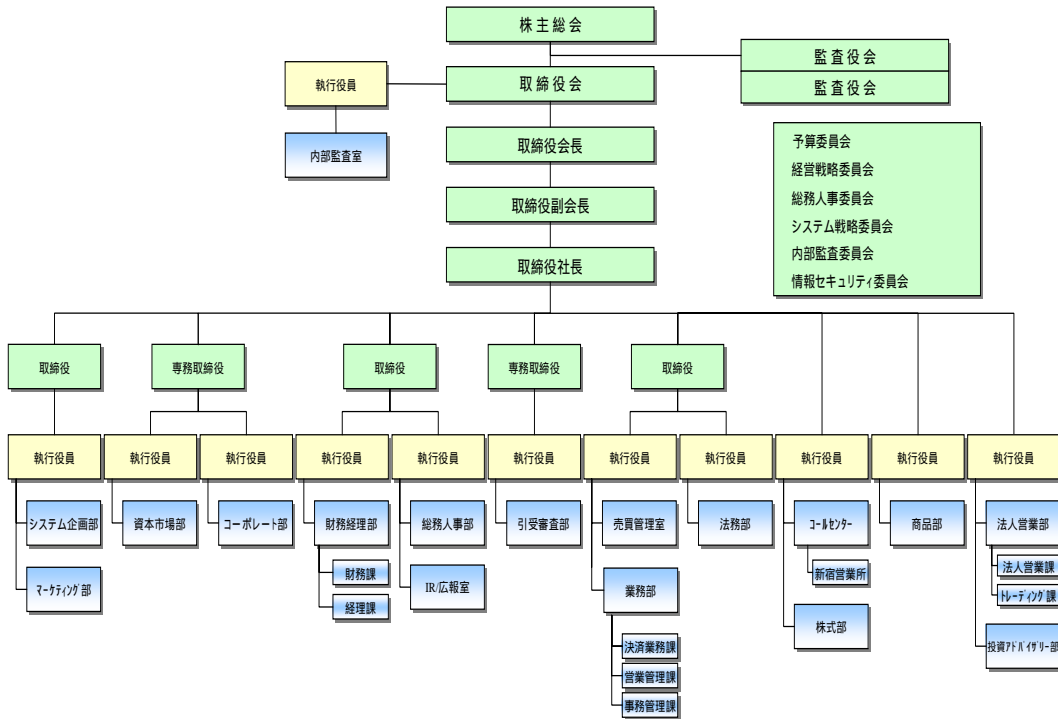 株主総会
監査役会
監査役会
執行役員
取締役会
内部監査室
取締役会長
取締役副会長
取締役社長
予算委員会
経営戦略委員会
総務人事委員会
システム戦略委員会
内部監査委員会
情報セキュリティ委員会
取締役
専務取締役
取締役
専務取締役
取締役
執行役員
執行役員
執行役員
執行役員
執行役員
執行役員
執行役員
執行役員
執行役員
執行役員
執行役員
システム企画部
資本市場部
コーポレート部
財務経理部
総務人事部
引受審査部
売買管理室
法務部
コールセンター
商品部
法人営業部
マーケティング部
財務課
経理課
IR/広報室
業務部
新宿営業所
法人営業課
トレーディング課
株式部
投資アドバイザリー部
決済業務課
営業管理課
事務管理課